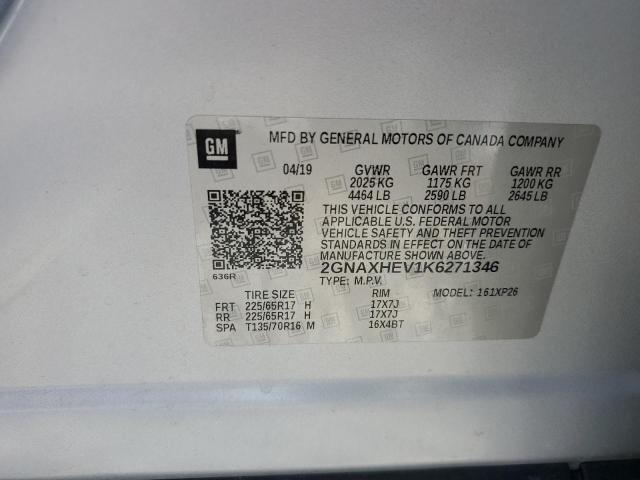 GM
MFD BY GENERAL MOTORS OF CANADA COMPANY
04/19 GVWR GAWR FRT GAWR RR
2025 KG 1175 KG 1200 KG
4464 LB 2590 LB 2645 LB
THIS VEHICLE CONFORMS TO ALL
APPLICABLE U.S. FEDERAL MOTOR
VEHICLE SAFETY AND THEFT PREVENTION
STANDARDS IN EFFECT ON THE DATE OF
MANUFACTURE SHOWN ABOVE.
636R
2GNAXHEV1K6271346
TYPE: M.P.V. MODEL: 161XP26
TIRE SIZE RIM
FRT 225/65R17 H 17X7J
RR 225/65R17 H 17X7J
SPA T135/70R16 M 16X4BT